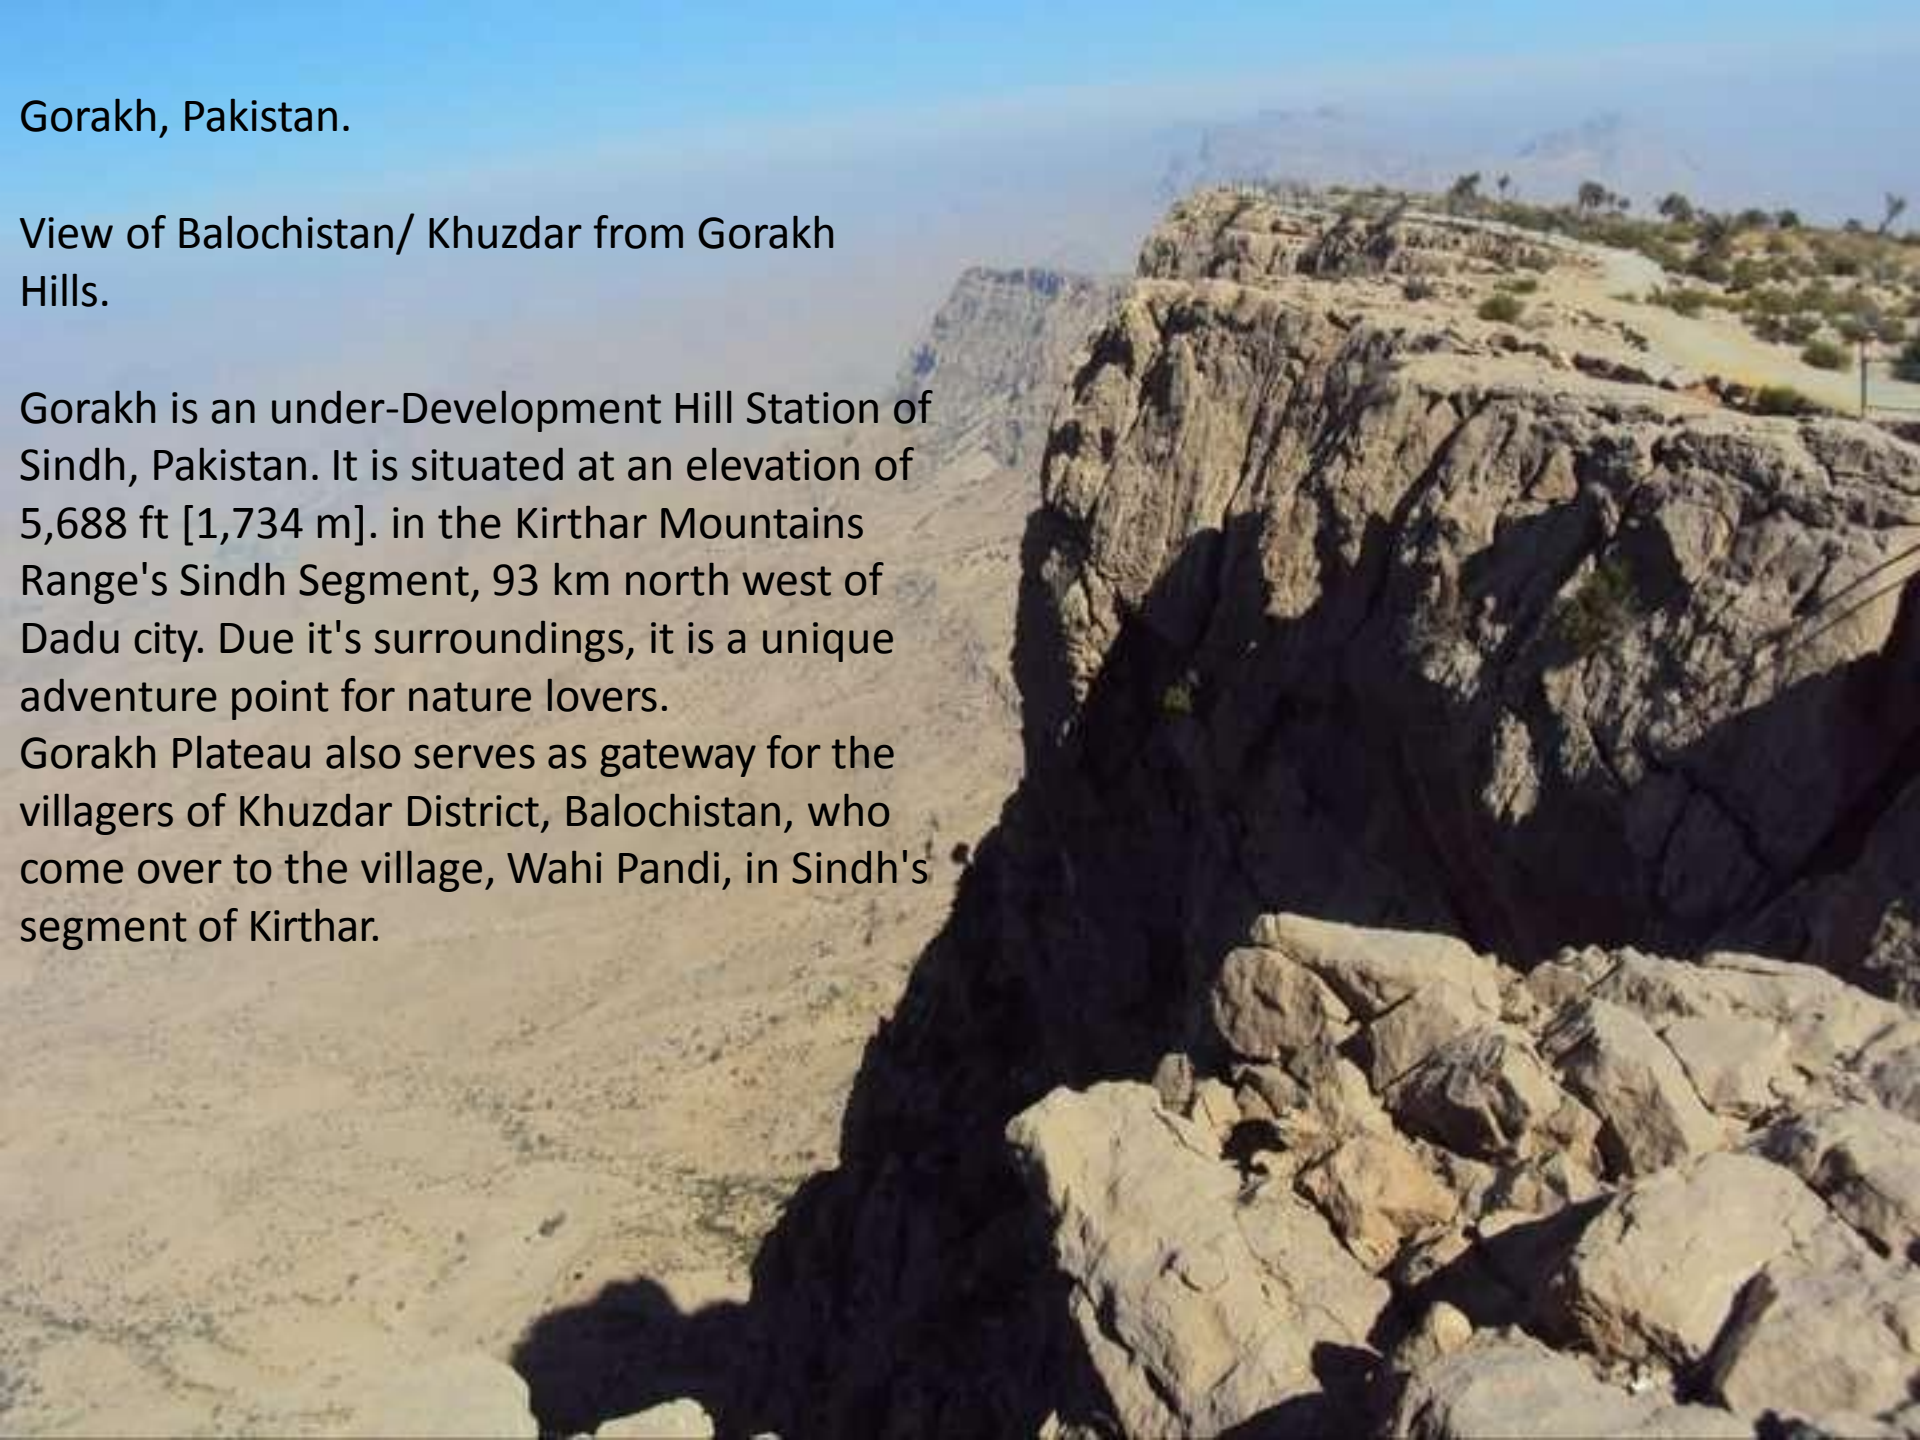 Gorakh, Pakistan.
View of Balochistan/ Khuzdar from Gorakh
Hills.
Gorakh is an under-Development Hill Station of
Sindh, Pakistan. It is situated at an elevation of
5,688 ft [1,734 m]. in the Kirthar Mountains
Range's Sindh Segment, 93 km north west of
Dadu city. Due it's surroundings, it is a unique
adventure point for nature lovers.
Gorakh Plateau also serves as gateway for the
villagers of Khuzdar District, Balochistan, who
come over to the village, Wahi Pandi, in Sindh's
segment of Kirthar.